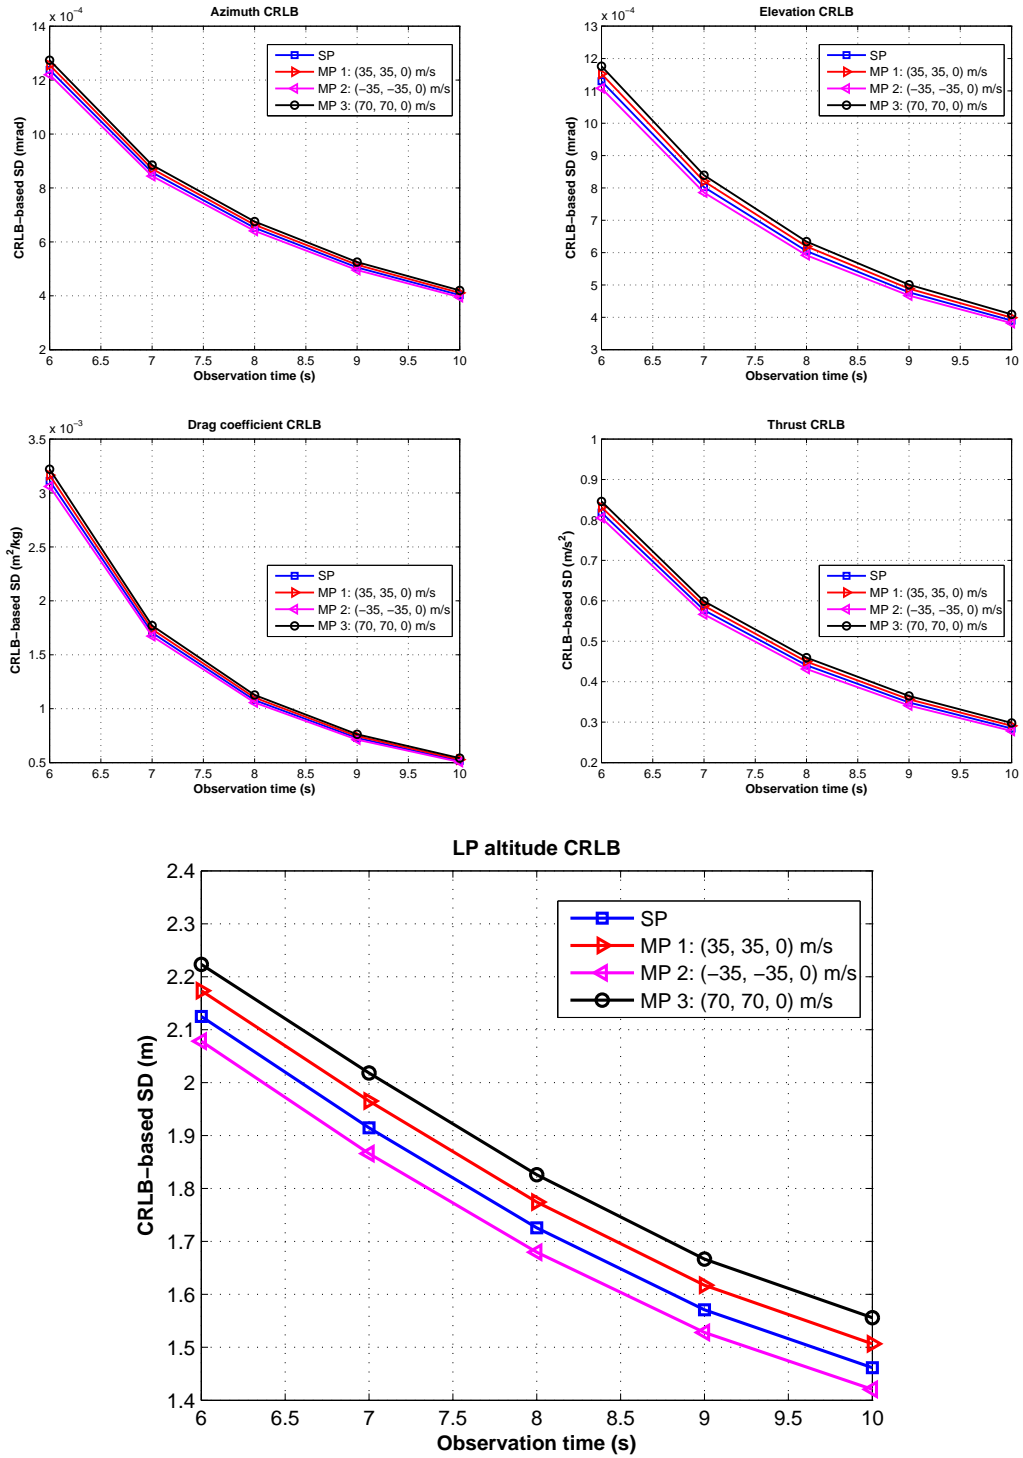 Azimuth CRLB
x 10−4
14
12
10
8
6
4
2
CRLB−based SD (mrad)
SP
MP 1: (35, 35, 0) m/s
MP 2: (−35, −35, 0) m/s
MP 3: (70, 70, 0) m/s
6 6.5 7 7.5 8 8.5 9 9.5 10
Observation time (s)
Elevation CRLB
x 10−4
13
12
11
10
9
8
7
6
5
4
3
CRLB−based SD (mrad)
SP
MP 1: (35, 35, 0) m/s
MP 2: (−35, −35, 0) m/s
MP 3: (70, 70, 0) m/s
6 6.5 7 7.5 8 8.5 9 9.5 10
Observation time (s)
Drag coefficient CRLB
x 10−3
3.5
3
2.5
2
1.5
1
0.5
CRLB−based SD (m2/kg)
SP
MP 1: (35, 35, 0) m/s
MP 2: (−35, −35, 0) m/s
MP 3: (70, 70, 0) m/s
6 6.5 7 7.5 8 8.5 9 9.5 10
Observation time (s)
Thrust CRLB
1
0.9
0.8
0.7
0.6
0.5
0.4
0.3
0.2
CRLB−based SD (m/s2)
SP
MP 1: (35, 35, 0) m/s
MP 2: (−35, −35, 0) m/s
MP 3: (70, 70, 0) m/s
6 6.5 7 7.5 8 8.5 9 9.5 10
Observation time (s)
LP altitude CRLB
2.4
2.3
2.2
2.1
2
1.9
1.8
1.7
1.6
1.5
1.4
CRLB−based SD (m)
SP
MP 1: (35, 35, 0) m/s
MP 2: (−35, −35, 0) m/s
MP 3: (70, 70, 0) m/s
6 6.5 7 7.5 8 8.5 9 9.5 10
Observation time (s)